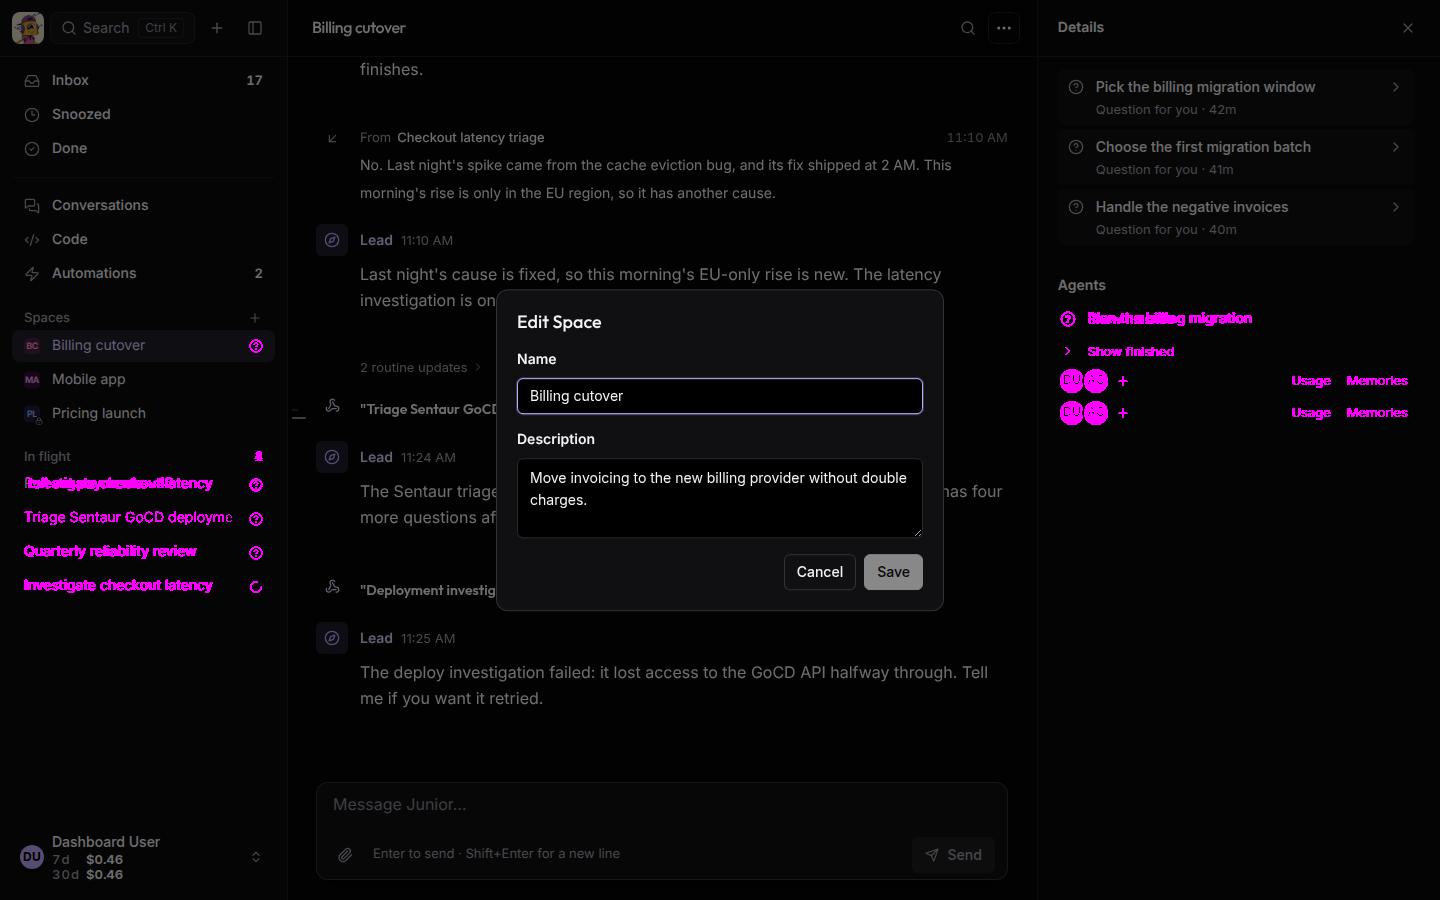 Search Ctrl K
Inbox 17
Snoozed
Done
Conversations
Code
Automations 2
Spaces
BC Billing cutover
MA Mobile app
PL Pricing launch
In flight
Triage Sentaur GoCD deployme
Quarterly reliability review
Investigate checkout latency
DU Dashboard User
7d $0.46
30d $0.46
Billing cutover
finishes.
From Checkout latency triage 11:10 AM
No. Last night's spike came from the cache eviction bug, and its fix shipped at 2 AM. This
morning's rise is only in the EU region, so it has another cause.
Lead 11:10 AM
Last night's cause is fixed, so this morning's EU-only rise is new. The latency
investigation is on
2 routine updates
"Triage Sentaur GoCD
Lead 11:24 AM
The Sentaur triage has four
more questions af
"Deployment investig
Lead 11:25 AM
The deploy investigation failed: it lost access to the GoCD API halfway through. Tell
me if you want it retried.
Message Junior...
Enter to send · Shift+Enter for a new line
Send
Edit Space
Name
Billing cutover
Description
Move invoicing to the new billing provider without double
charges.
Cancel Save
Details
Pick the billing migration window
Question for you · 42m
Choose the first migration batch
Question for you · 41m
Handle the negative invoices
Question for you · 40m
Agents
billing migration
Show finished
DU + Usage Memories
DU + Usage Memories